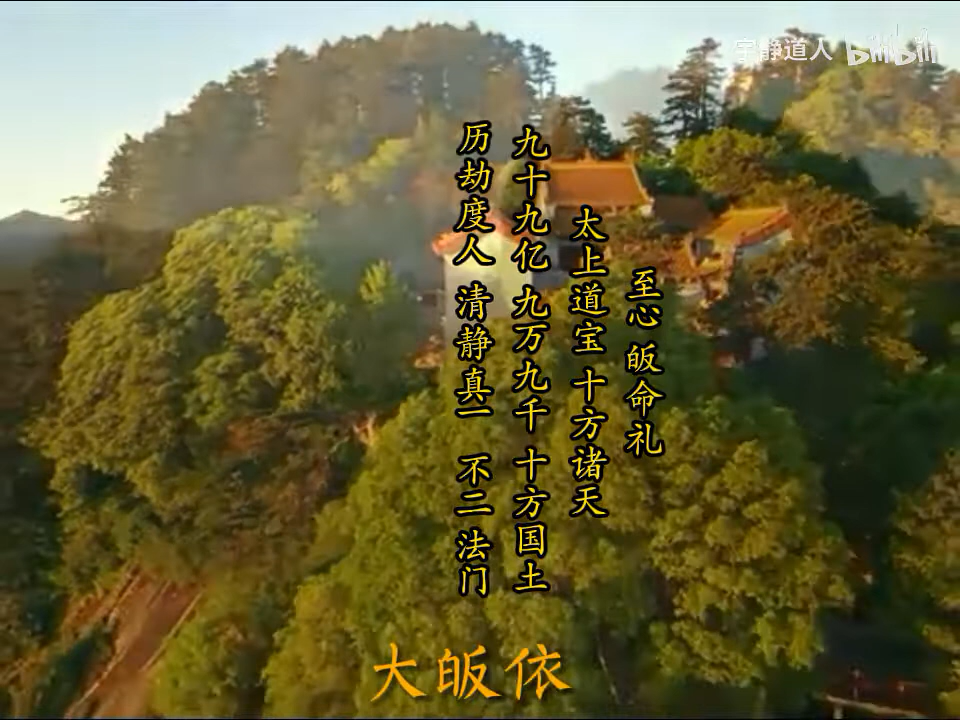 至心 皈命礼
太上道宝 十方诸天
九十九亿 九万九千 十方国土
历劫度人 清静真一 不二法门
大皈依
宇静道人 bilibili